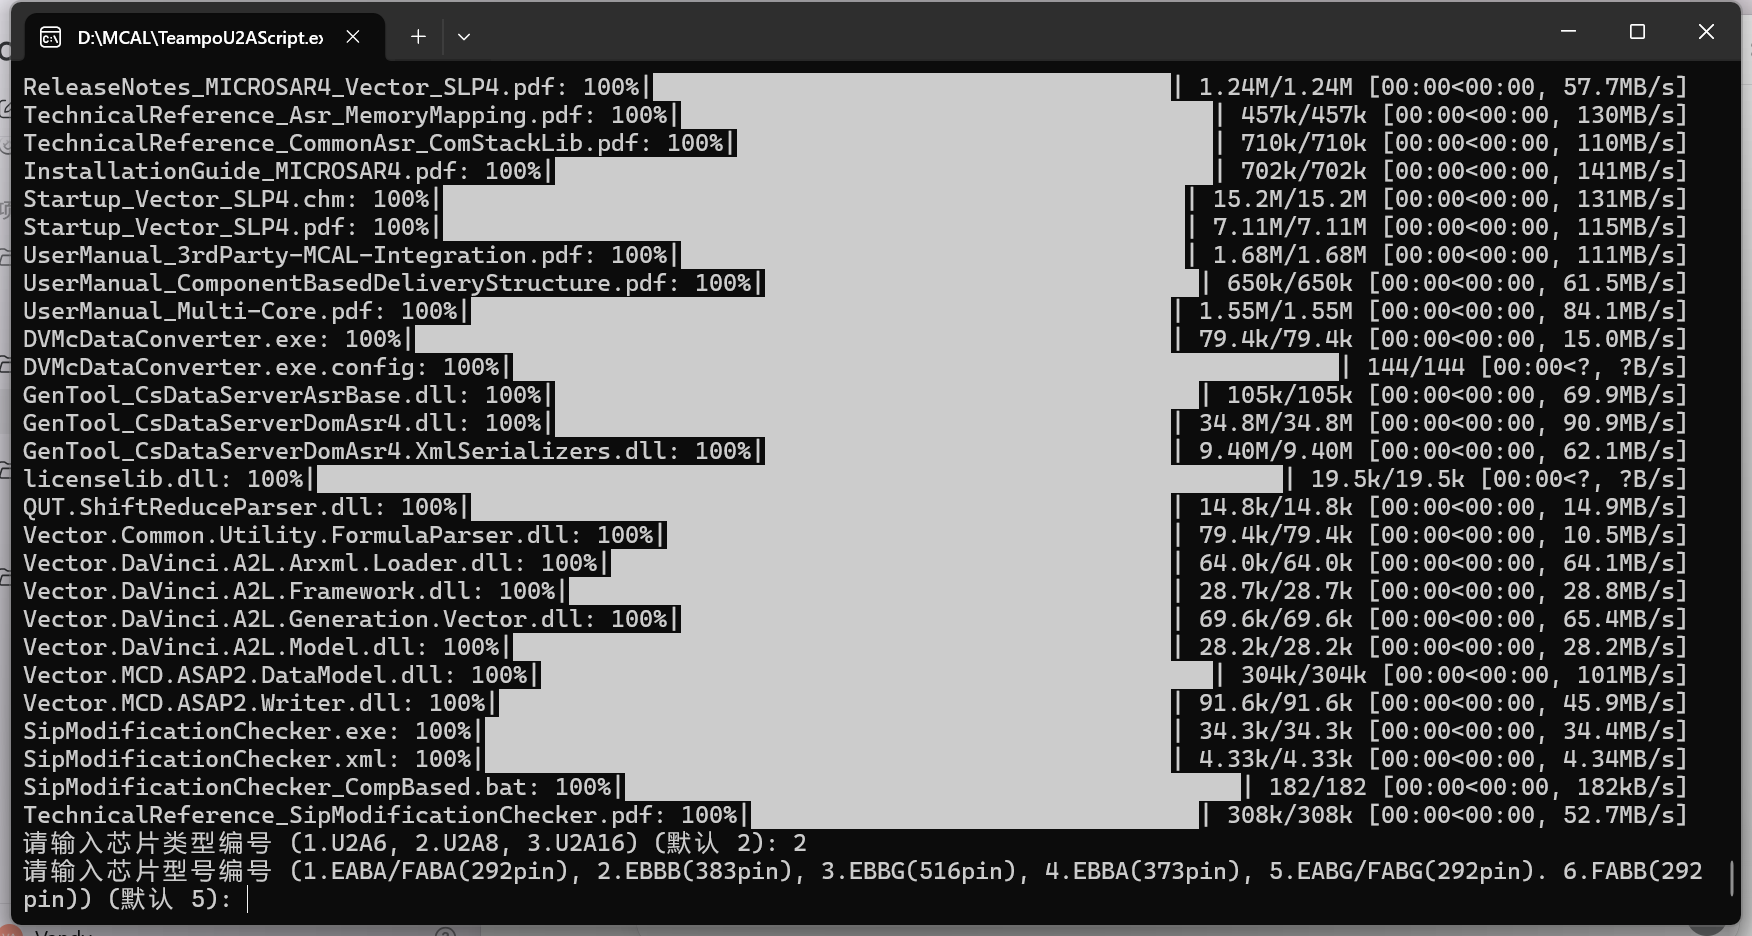 D:\MCAL\TeampoU2AScript.ex
ReleaseNotes_MICROSAR4_Vector_SLP4.pdf: 100%| | 1.24M/1.24M [00:00<00:00, 57.7MB/s]
TechnicalReference_Asr_MemoryMapping.pdf: 100%| | 457k/457k [00:00<00:00, 130MB/s]
TechnicalReference_CommonAsr_ComStackLib.pdf: 100%| | 710k/710k [00:00<00:00, 110MB/s]
InstallationGuide_MICROSAR4.pdf: 100%| | 702k/702k [00:00<00:00, 141MB/s]
Startup_Vector_SLP4.chm: 100%| | 15.2M/15.2M [00:00<00:00, 131MB/s]
Startup_Vector_SLP4.pdf: 100%| | 7.11M/7.11M [00:00<00:00, 115MB/s]
UserManual_3rdParty-MCAL-Integration.pdf: 100%| | 1.68M/1.68M [00:00<00:00, 111MB/s]
UserManual_ComponentBasedDeliveryStructure.pdf: 100%| | 650k/650k [00:00<00:00, 61.5MB/s]
UserManual_Multi-Core.pdf: 100%| | 1.55M/1.55M [00:00<00:00, 84.1MB/s]
DVMcDataConverter.exe: 100%| | 79.4k/79.4k [00:00<00:00, 15.0MB/s]
DVMcDataConverter.exe.config: 100%| | 144/144 [00:00<?, ?B/s]
GenTool_CsDataServerAsrBase.dll: 100%| | 105k/105k [00:00<00:00, 69.9MB/s]
GenTool_CsDataServerDomAsr4.dll: 100%| | 34.8M/34.8M [00:00<00:00, 90.9MB/s]
GenTool_CsDataServerDomAsr4.XmlSerializers.dll: 100%| | 9.40M/9.40M [00:00<00:00, 62.1MB/s]
licenselib.dll: 100%| | 19.5k/19.5k [00:00<?, ?B/s]
QUT.ShiftReduceParser.dll: 100%| | 14.8k/14.8k [00:00<00:00, 14.9MB/s]
Vector.Common.Utility.FormulaParser.dll: 100%| | 79.4k/79.4k [00:00<00:00, 10.5MB/s]
Vector.DaVinci.A2L.Arxml.Loader.dll: 100%| | 64.0k/64.0k [00:00<00:00, 64.1MB/s]
Vector.DaVinci.A2L.Framework.dll: 100%| | 28.7k/28.7k [00:00<00:00, 28.8MB/s]
Vector.DaVinci.A2L.Generation.Vector.dll: 100%| | 69.6k/69.6k [00:00<00:00, 65.4MB/s]
Vector.DaVinci.A2L.Model.dll: 100%| | 28.2k/28.2k [00:00<00:00, 28.2MB/s]
Vector.MCD.ASAP2.DataModel.dll: 100%| | 304k/304k [00:00<00:00, 101MB/s]
Vector.MCD.ASAP2.Writer.dll: 100%| | 91.6k/91.6k [00:00<00:00, 45.9MB/s]
SipModificationChecker.exe: 100%| | 34.3k/34.3k [00:00<00:00, 34.4MB/s]
SipModificationChecker.xml: 100%| | 4.33k/4.33k [00:00<00:00, 4.34MB/s]
SipModificationChecker_CompBased.bat: 100%| | 182/182 [00:00<00:00, 182kB/s]
TechnicalReference_SipModificationChecker.pdf: 100%| | 308k/308k [00:00<00:00, 52.7MB/s]
请输入芯片类型编号 (1.U2A6, 2.U2A8, 3.U2A16) (默认 2): 2
请输入芯片型号编号 (1.EABA/FABA(292pin), 2.EBBB(383pin), 3.EBBG(516pin), 4.EBBA(373pin), 5.EABG/FABG(292pin). 6.FABB(292
pin)) (默认 5):